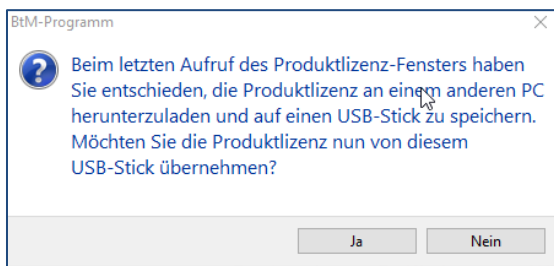 BtM-Programm
Beim letzten Aufruf des Produktlizenz-Fensters haben
Sie entschieden, die Produktlizenz an einem anderen PC
herunterzuladen und auf einen USB-Stick zu speichern.
Möchten Sie die Produktlizenz nun von diesem
USB-Stick übernehmen?
Ja Nein